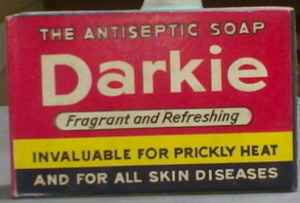 THE ANTISEPTIC SOAP
Darkie
Fragrant and Refreshing
INVALUABLE FOR PRICKLY HEAT
AND FOR ALL SKIN DISEASES